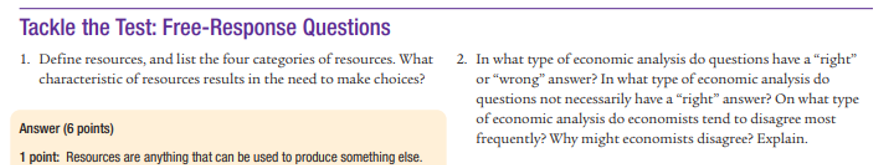 Tackle the Test: Free-Response Questions
1. Define resources, and list the four categories of resources. What
characteristic of resources results in the need to make choices?
Answer (6 points)
1 point: Resources are anything that can be used to produce something else.
2. In what type of economic analysis do questions have a “right”
or “wrong” answer? In what type of economic analysis do
questions not necessarily have a “right” answer? On what type
of economic analysis do economists tend to disagree most
frequently? Why might economists disagree? Explain.